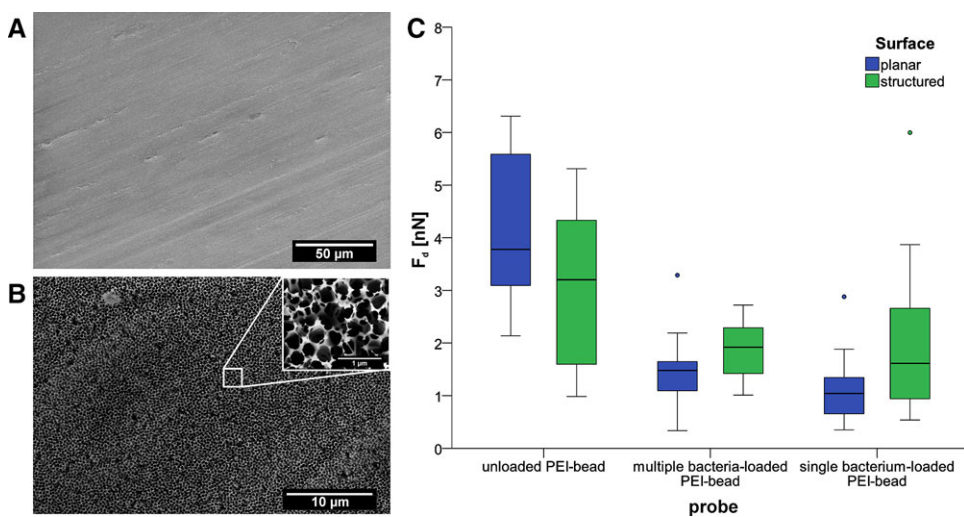 A
50 µm
B
1 µm
10 µm
C
Surface
planar
structured
8
7
6
5
4
3
2
1
0
F_d [nN]
unloaded PEI-bead
multiple bacteria-loaded
PEI-bead
single bacterium-loaded
PEI-bead
probe